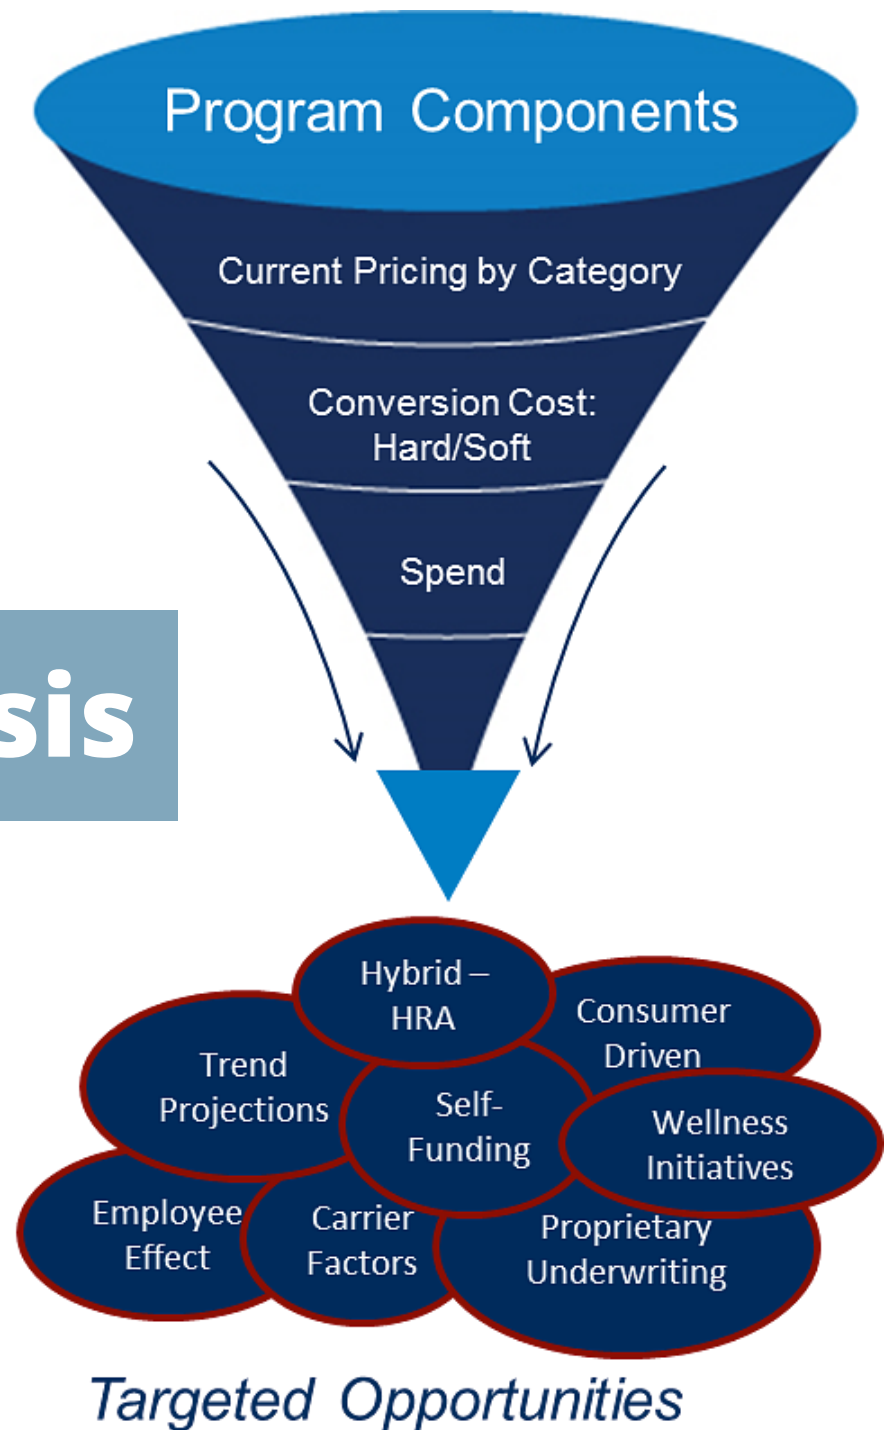 Program Components
Current Pricing by Category
Conversion Cost:
Hard/Soft
Spend
sis
Hybrid –
HRA
Consumer
Driven
Trend
Projections
Self-
Funding
Wellness
Initiatives
Employee
Effect
Carrier
Factors
Proprietary
Underwriting
Targeted Opportunities